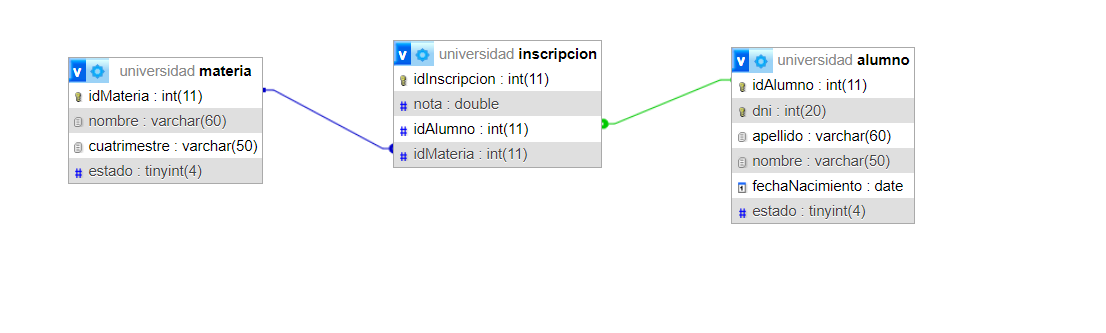 v universidad materia
idMateria : int(11)
nombre : varchar(60)
cuatrimestre : varchar(50)
# estado : tinyint(4)
v universidad inscripcion
idInscripcion : int(11)
# nota : double
# idAlumno : int(11)
# idMateria : int(11)
v universidad alumno
idAlumno : int(11)
dni : int(20)
apellido : varchar(60)
nombre : varchar(50)
fechaNacimiento : date
# estado : tinyint(4)